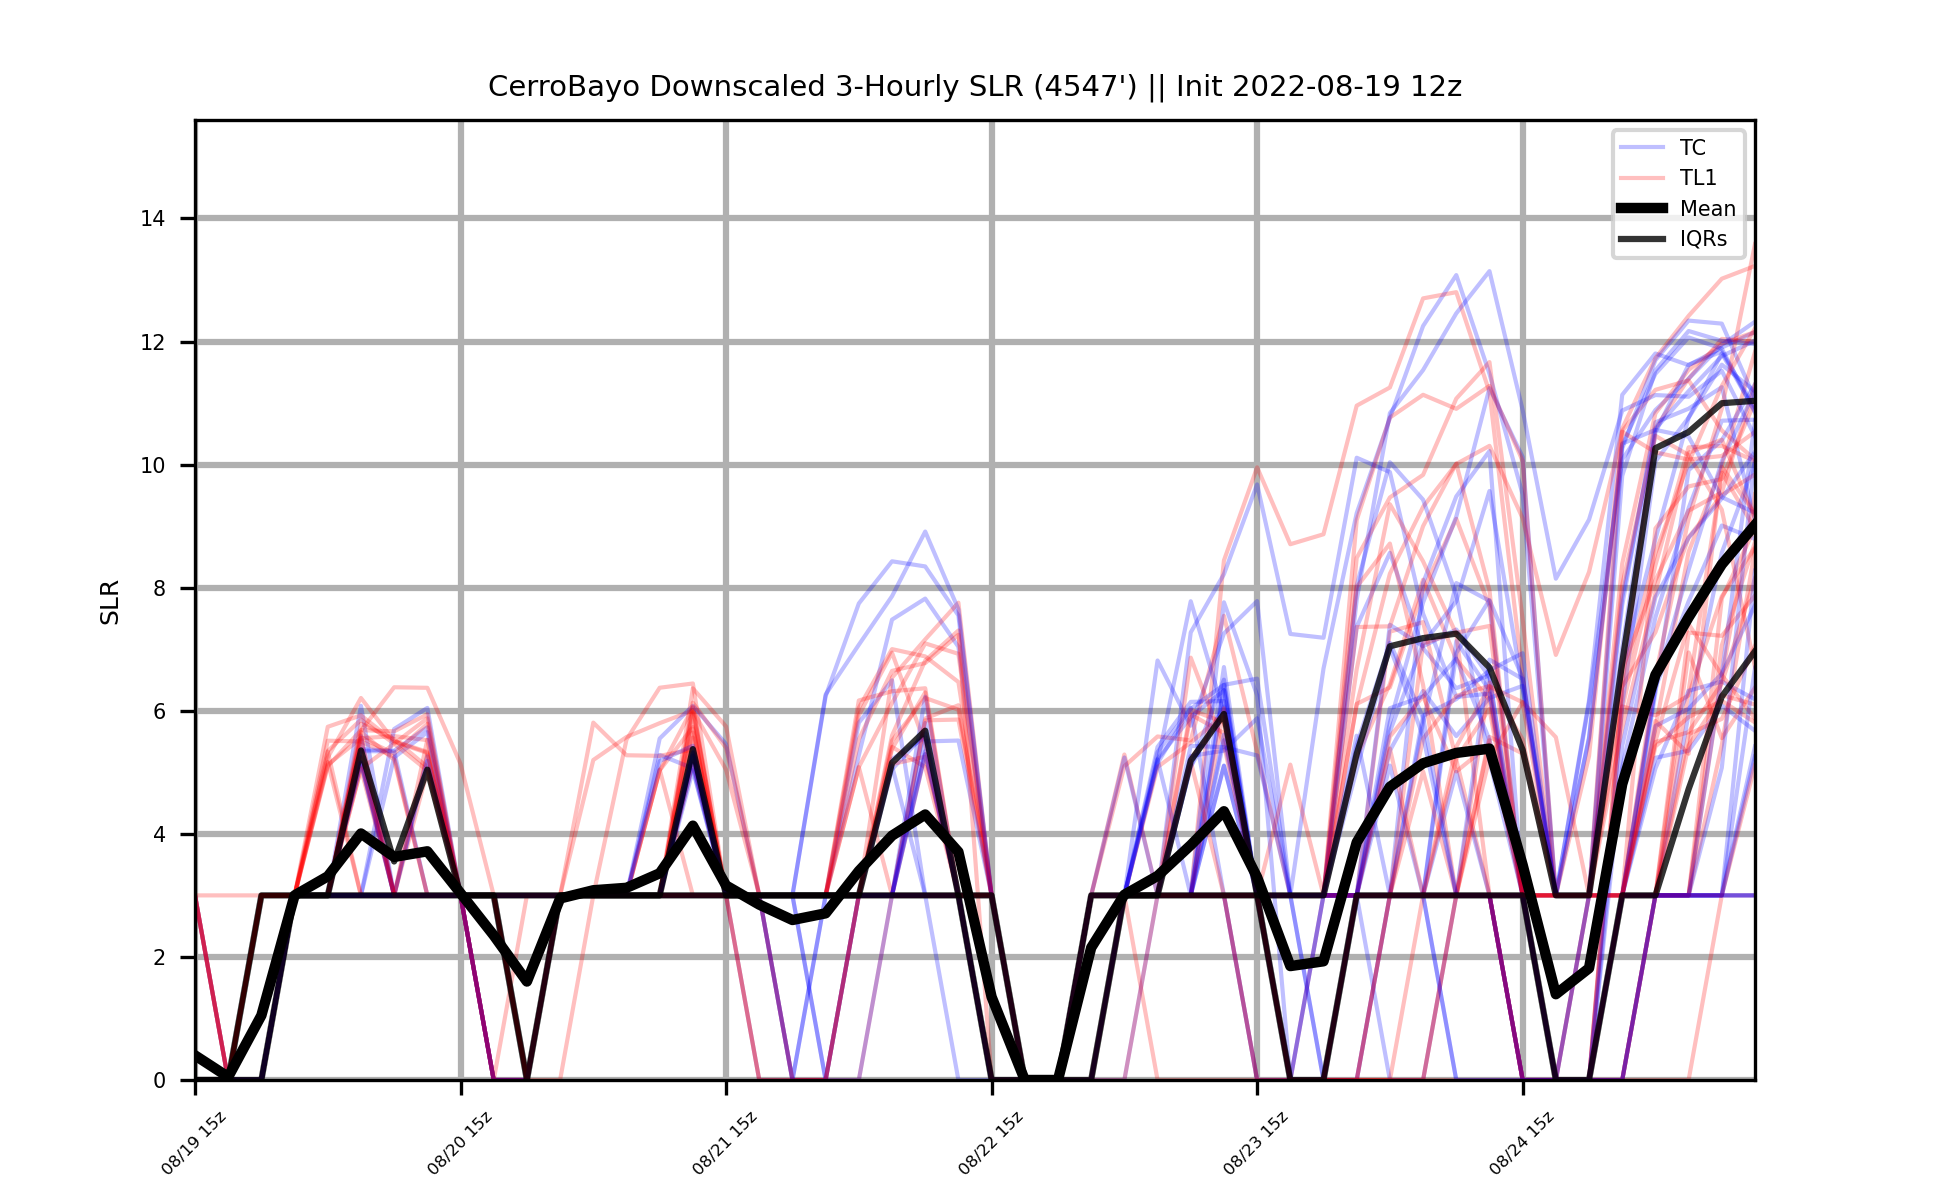 CerroBayo Downscaled 3-Hourly SLR (4547') || Init 2022-08-19 12z
TC
TL1
Mean
IQRs
SLR
14
12
10
8
6
4
2
0
08/19 15z
08/20 15z
08/21 15z
08/22 15z
08/23 15z
08/24 15z